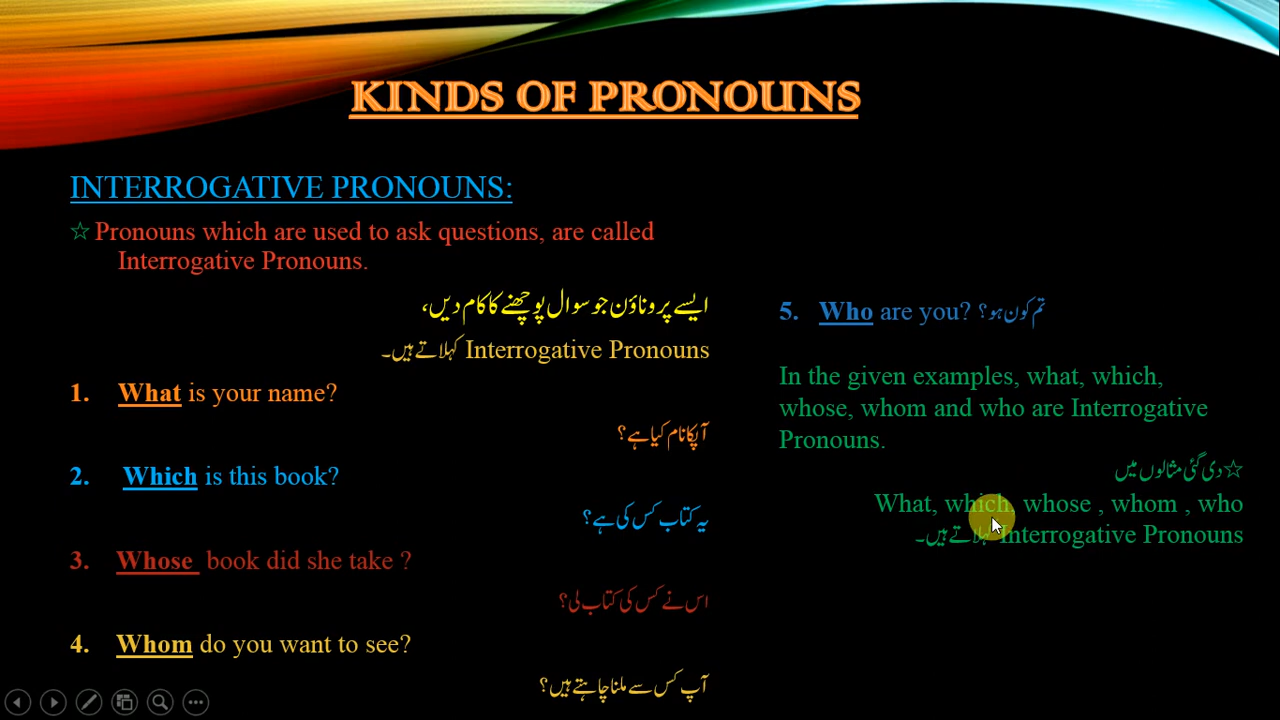 KINDS OF PRONOUNS
INTERROGATIVE PRONOUNS:
☆ Pronouns which are used to ask questions, are called
Interrogative Pronouns.
ایسے پروناؤن جو سوال پوچھنے کا کام دیں،
Interrogative Pronouns کہلاتے ہیں۔
1. What is your name?
آپکا نام کیا ہے؟
2. Which is this book?
یہ کتاب کس کی ہے؟
3. Whose book did she take ?
اس نے کس کی کتاب لی؟
4. Whom do you want to see?
آپ کس سے ملنا چاہتے ہیں؟
5. Who are you? تم کون ہو؟
In the given examples, what, which,
whose, whom and who are Interrogative
Pronouns.
☆ دی گئی مثالوں میں
What, which, whose , whom , who
Interrogative Pronouns کہلاتے ہیں۔